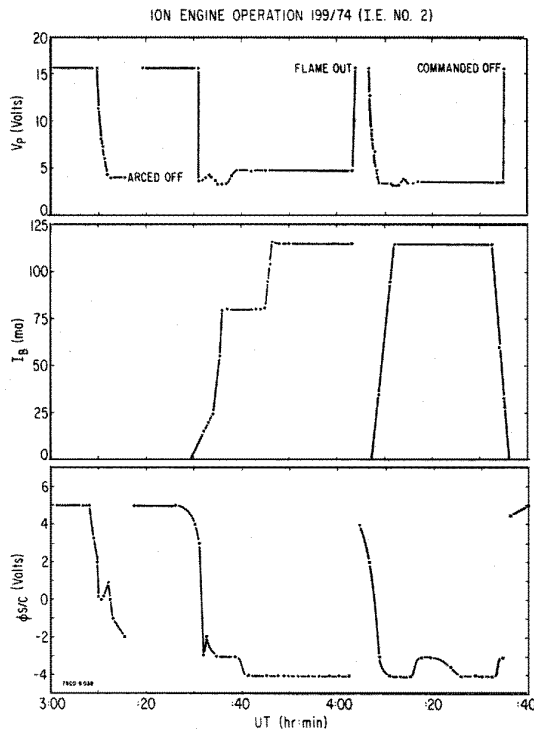 ION ENGINE OPERATION 199/74 (I.E. NO. 2)
20
15
10
5
0
Vp (Volts)
FLAME OUT
COMMANDED OFF
ARCED OFF
125
100
75
50
25
0
IB (ma)
6
4
2
0
-2
-4
ϕS/C (Volts)
3:00
:20
:40
4:00
:20
:40
UT (hr:min)